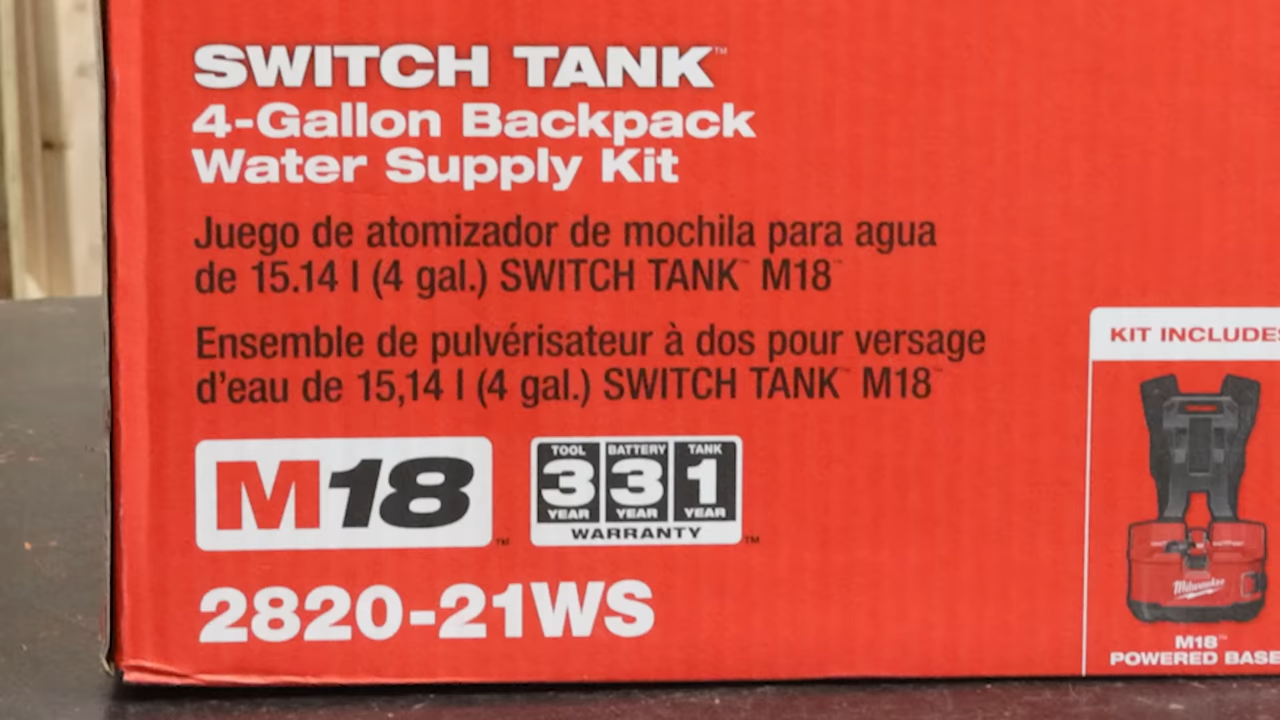 SWITCH TANK™
4-Gallon Backpack
Water Supply Kit
Juego de atomizador de mochila para agua
de 15.14 l (4 gal.) SWITCH TANK™ M18™
Ensemble de pulvérisateur à dos pour versage
d'eau de 15,14 l (4 gal.) SWITCH TANK™ M18™
M18™
TOOL BATTERY TANK
3 3 1
YEAR YEAR YEAR
WARRANTY™
2820-21WS
KIT INCLUDES
Milwaukee
M18™
POWERED BASE